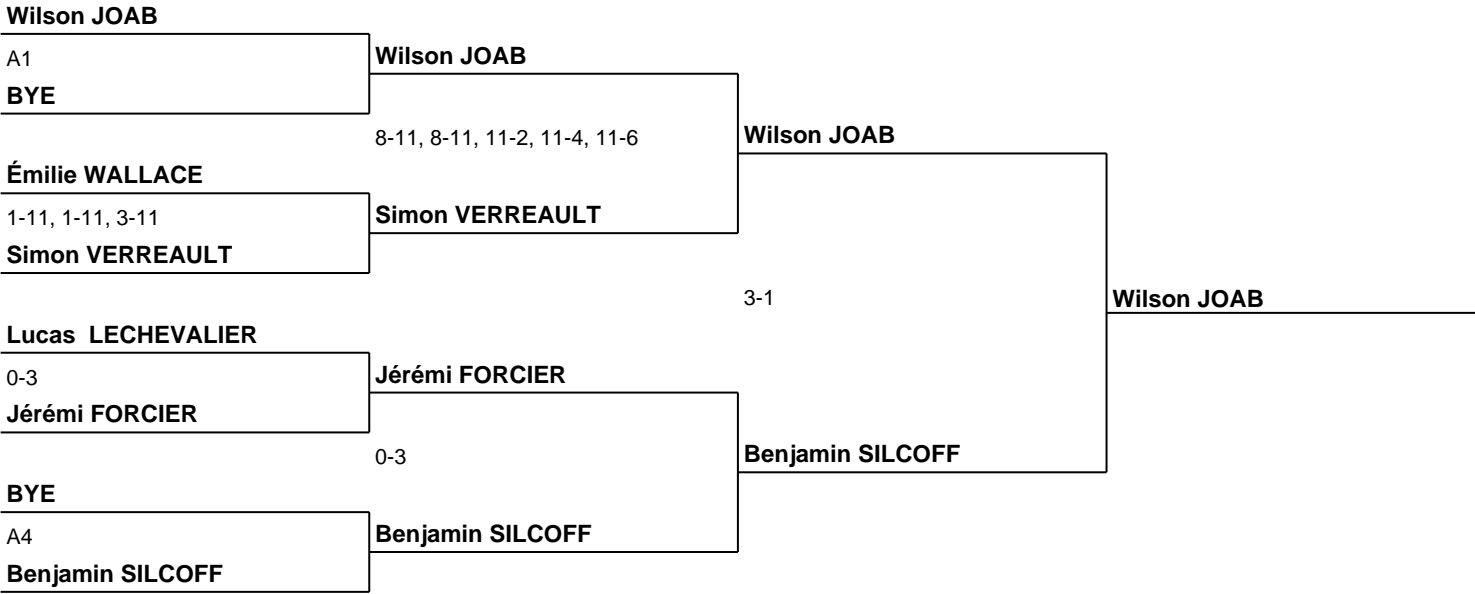 Wilson JOAB
A1
Wilson JOAB
BYE
8-11, 8-11, 11-2, 11-4, 11-6
Wilson JOAB
Émilie WALLACE
1-11, 1-11, 3-11
Simon VERREAULT
Simon VERREAULT
3-1
Wilson JOAB
Lucas  LECHEVALIER
0-3
Jérémi FORCIER
Jérémi FORCIER
0-3
Benjamin SILCOFF
BYE
A4
Benjamin SILCOFF
Benjamin SILCOFF